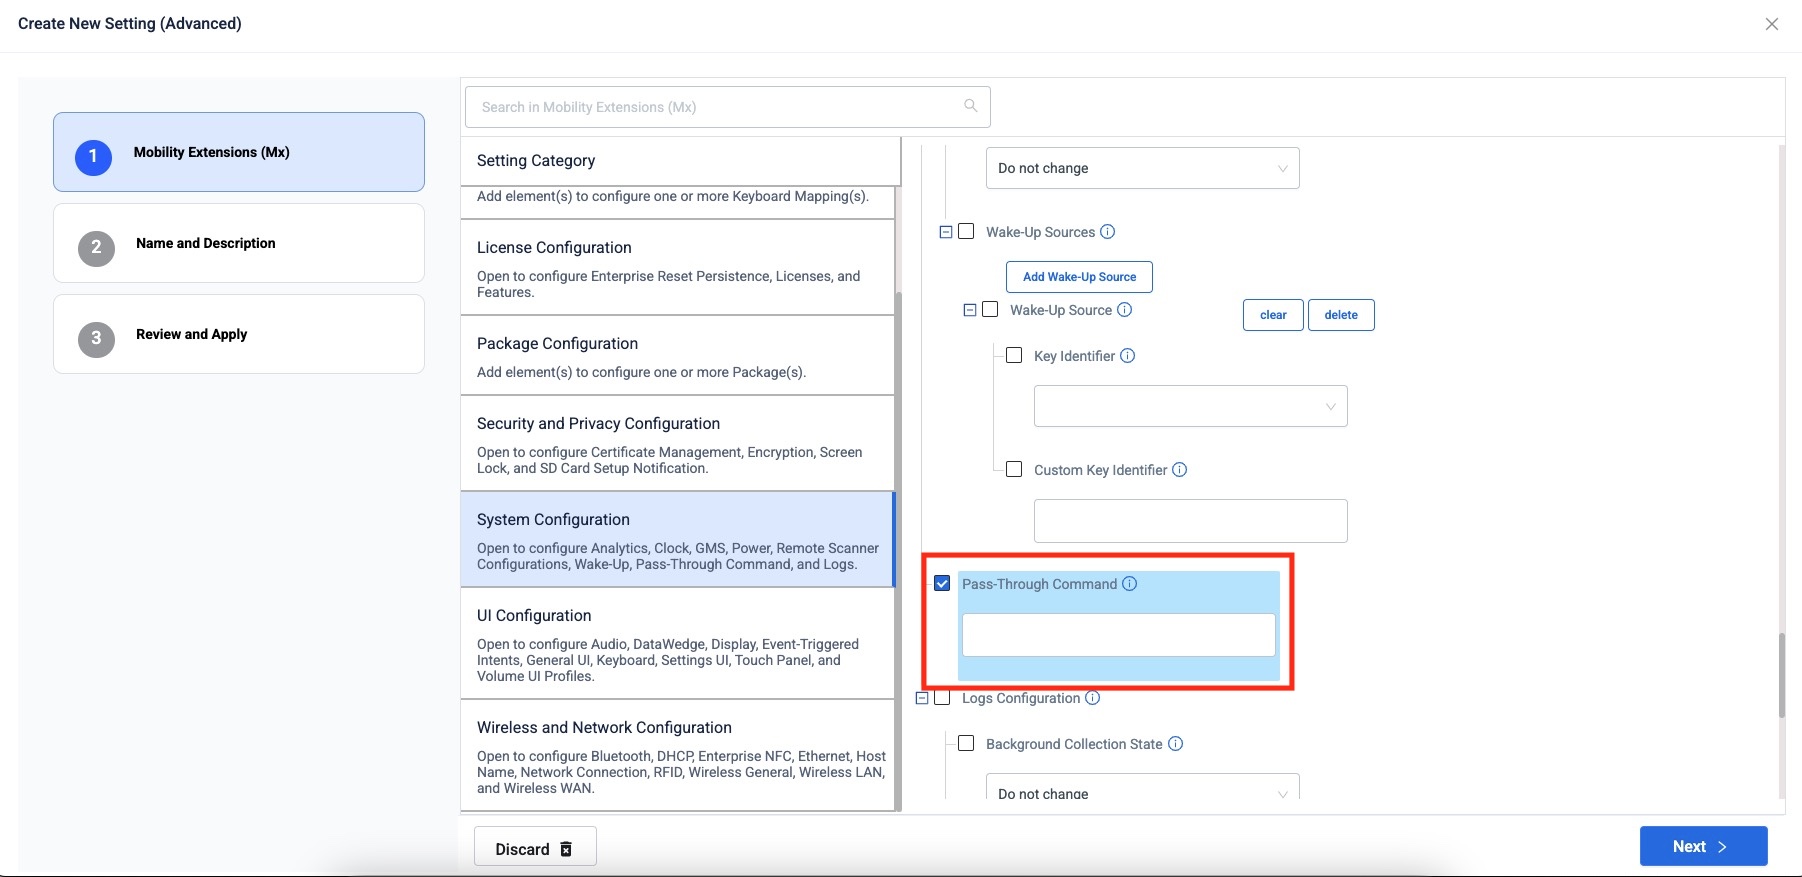 Create New Setting (Advanced)
1
Mobility Extensions (Mx)
2
Name and Description
3
Review and Apply
Search in Mobility Extensions (Mx)
Setting Category
Add element(s) to configure one or more Keyboard Mapping(s).
License Configuration
Open to configure Enterprise Reset Persistence, Licenses, and
Features.
Package Configuration
Add element(s) to configure one or more Package(s).
Security and Privacy Configuration
Open to configure Certificate Management, Encryption, Screen
Lock, and SD Card Setup Notification.
System Configuration
Open to configure Analytics, Clock, GMS, Power, Remote Scanner
Configurations, Wake-Up, Pass-Through Command, and Logs.
UI Configuration
Open to configure Audio, DataWedge, Display, Event-Triggered
Intents, General UI, Keyboard, Settings UI, Touch Panel, and
Volume UI Profiles.
Wireless and Network Configuration
Open to configure Bluetooth, DHCP, Enterprise NFC, Ethernet, Host
Name, Network Connection, RFID, Wireless General, Wireless LAN,
and Wireless WAN.
Do not change
Wake-Up Sources
Add Wake-Up Source
Wake-Up Source
clear
delete
Key Identifier
Custom Key Identifier
Pass-Through Command
Logs Configuration
Background Collection State
Do not change
Discard
Next